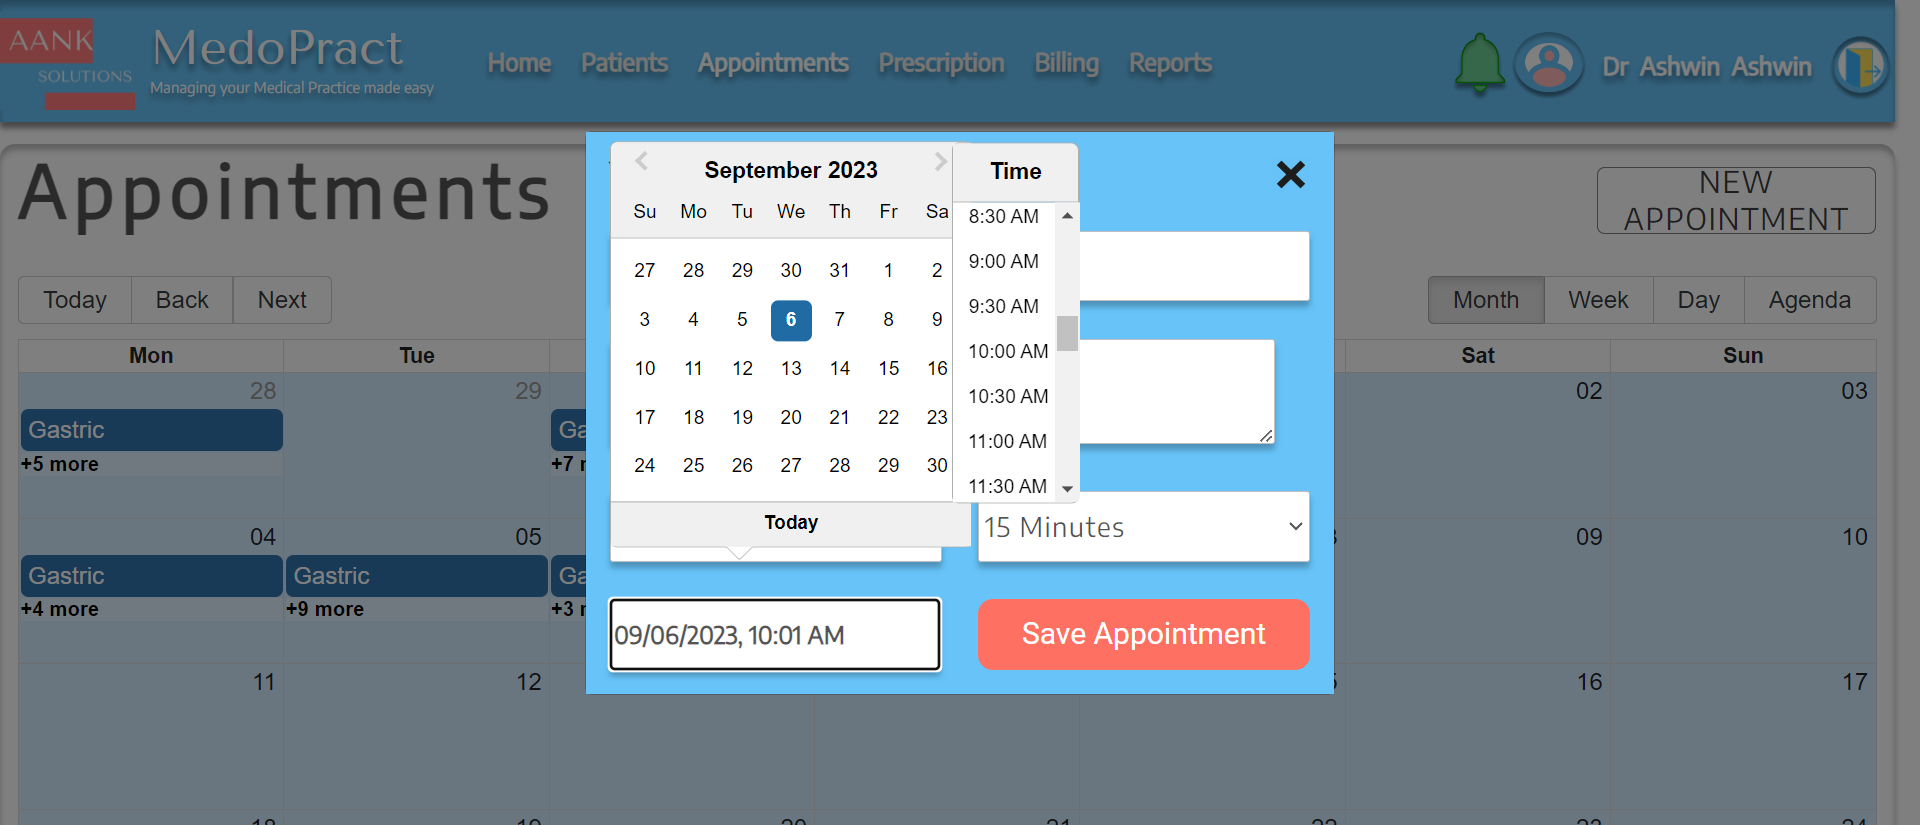 AANK
SOLUTIONS
MedoPract
Managing your Medical Practice made easy
Home Patients Appointments Prescription Billing Reports
Dr Ashwin Ashwin
Appointments
NEW
APPOINTMENT
Today Back Next
Month Week Day Agenda
September 2023
Su Mo Tu We Th Fr Sa
27 28 29 30 31 1 2
3 4 5 6 7 8 9
10 11 12 13 14 15 16
17 18 19 20 21 22 23
24 25 26 27 28 29 30
Today
Time
8:30 AM
9:00 AM
9:30 AM
10:00 AM
10:30 AM
11:00 AM
11:30 AM
15 Minutes
09/06/2023, 10:01 AM
Save Appointment
Mon Tue Sat Sun
28 29 02 03
Gastric Ga
+5 more +7
04 05 09 10
Gastric Gastric Ga
+4 more +9 more +3
11 12 16 17
18 19 20 21 22 23 24